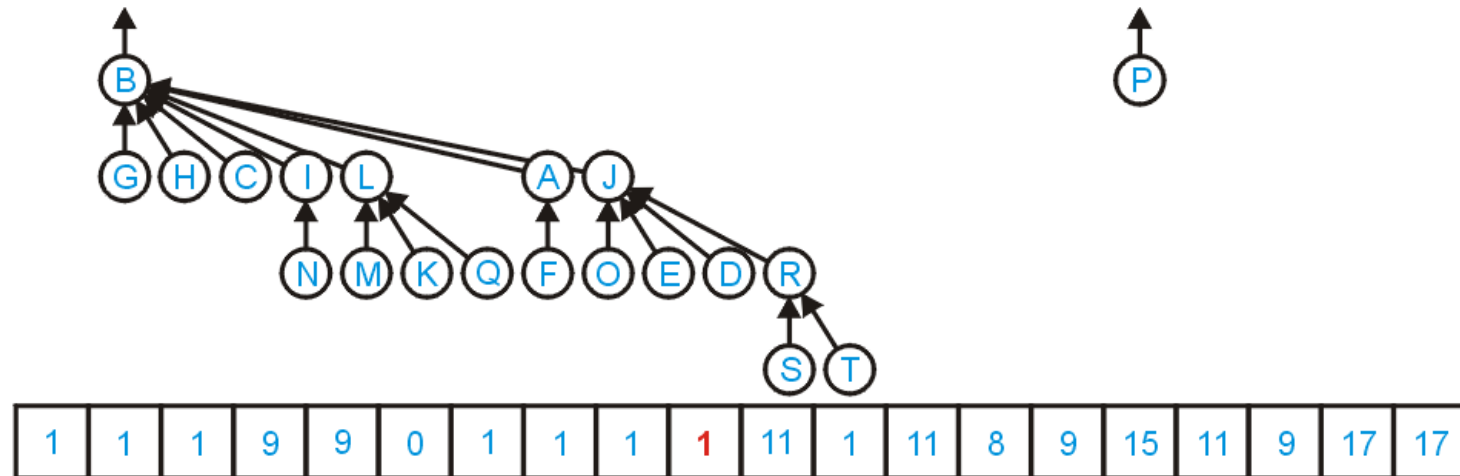 B P
G H C I L A J
N M K Q F O E D R
S T
1 1 1 9 9 0 1 1 1 1 11 1 11 8 9 15 11 9 17 17